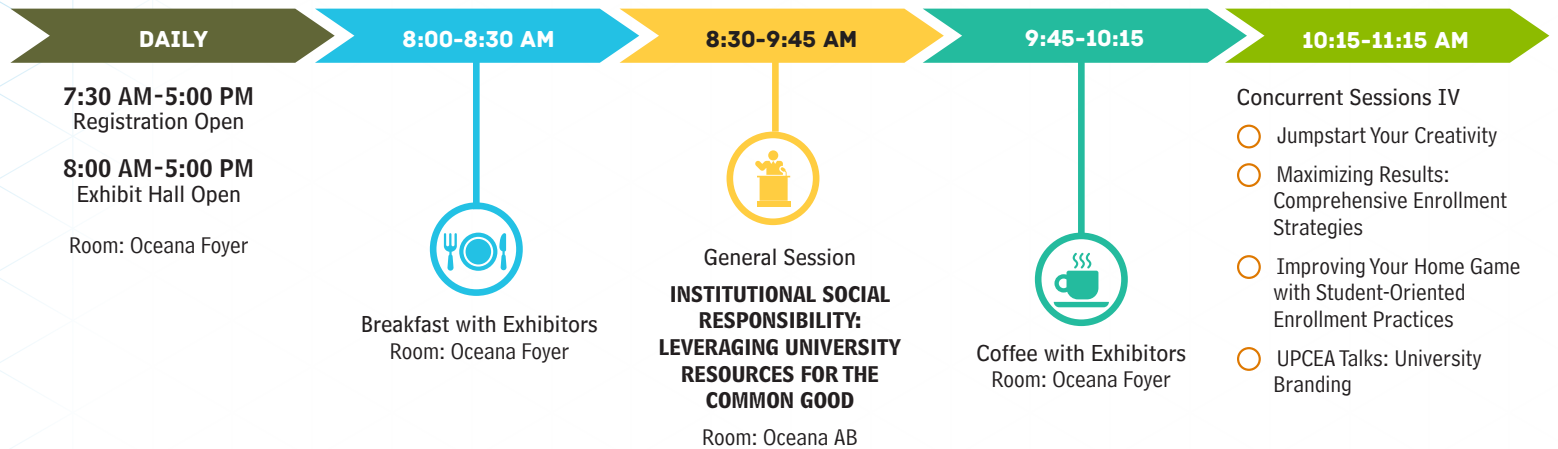 DAILY
7:30 AM-5:00 PM
Registration Open
8:00 AM-5:00 PM
Exhibit Hall Open
Room: Oceana Foyer
8:00-8:30 AM
Breakfast with Exhibitors
Room: Oceana Foyer
8:30-9:45 AM
General Session
INSTITUTIONAL SOCIAL
RESPONSIBILITY:
LEVERAGING UNIVERSITY
RESOURCES FOR THE
COMMON GOOD
Room: Oceana AB
9:45-10:15
Coffee with Exhibitors
Room: Oceana Foyer
10:15-11:15 AM
Concurrent Sessions IV
Jumpstart Your Creativity
Maximizing Results:
Comprehensive Enrollment
Strategies
Improving Your Home Game
with Student-Oriented
Enrollment Practices
UPCEA Talks: University
Branding